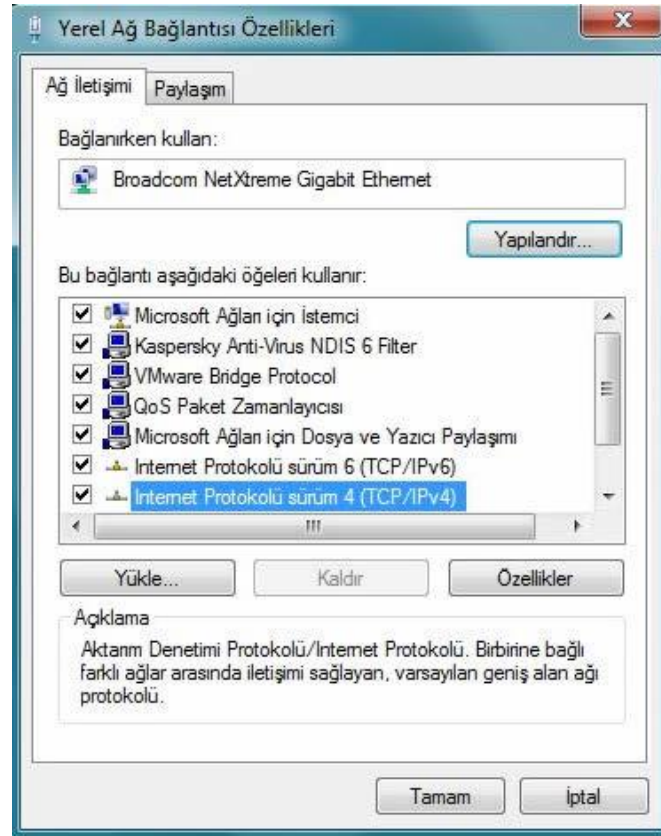 Yerel Ağ Bağlantısı Özellikleri
Ağ İletişimi
Paylaşım
Bağlanırken kullan:
Broadcom NetXtreme Gigabit Ethernet
Yapılandır...
Bu bağlantı aşağıdaki öğeleri kullanır:
Microsoft Ağları için İstemci
Kaspersky Anti-Virus NDIS 6 Filter
VMware Bridge Protocol
QoS Paket Zamanlayıcısı
Microsoft Ağları için Dosya ve Yazıcı Paylaşımı
Internet Protokolü sürüm 6 (TCP/IPv6)
Internet Protokolü sürüm 4 (TCP/IPv4)
Yükle...
Kaldır
Özellikler
Açıklama
Aktarım Denetimi Protokolü/Internet Protokolü. Birbirine bağlı
farklı ağlar arasında iletişimi sağlayan, varsayılan geniş alan ağı
protokolü.
Tamam
İptal